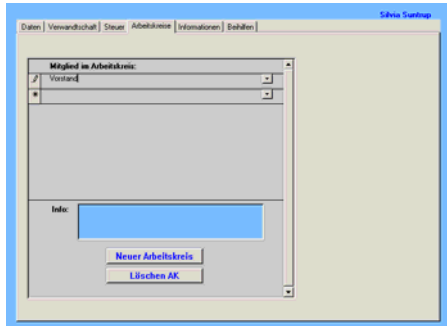 Silvia Suntrup
Daten Verwandtschaft Steuer Arbeitskreise Informationen Beihilfen
Mitglied im Arbeitskreis:
Vorstand
Info:
Neuer Arbeitskreis
Löschen AK